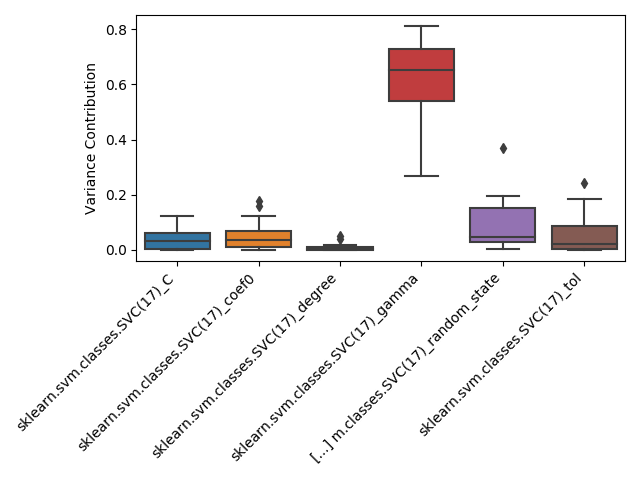 0.8
0.6
0.4
0.2
0.0
Variance Contribution
sklearn.svm.classes.SVC(17)_C
sklearn.svm.classes.SVC(17)_coef0
sklearn.svm.classes.SVC(17)_degree
sklearn.svm.classes.SVC(17)_gamma
[...] m.classes.SVC(17)_random_state
sklearn.svm.classes.SVC(17)_tol